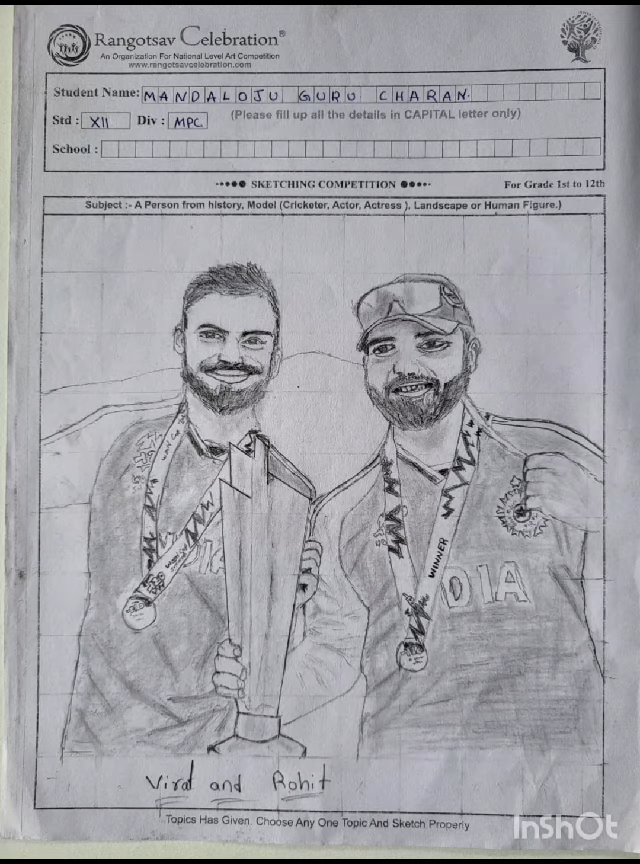 Rangotsav Celebration®
An Organization For National Level Art Competition
www.rangotsavcelebration.com
Student Name: MANDALOJU GURU CHARAN.
Std : XII Div : MPC (Please fill up all the details in CAPITAL letter only)
School :
SKETCHING COMPETITION For Grade 1st to 12th
Subject :- A Person from history, Model (Cricketer, Actor, Actress ), Landscape or Human Figure.)
WINNER
DIA
Virat and Rohit
Topics Has Given. Choose Any One Topic And Sketch Properly
InShOt